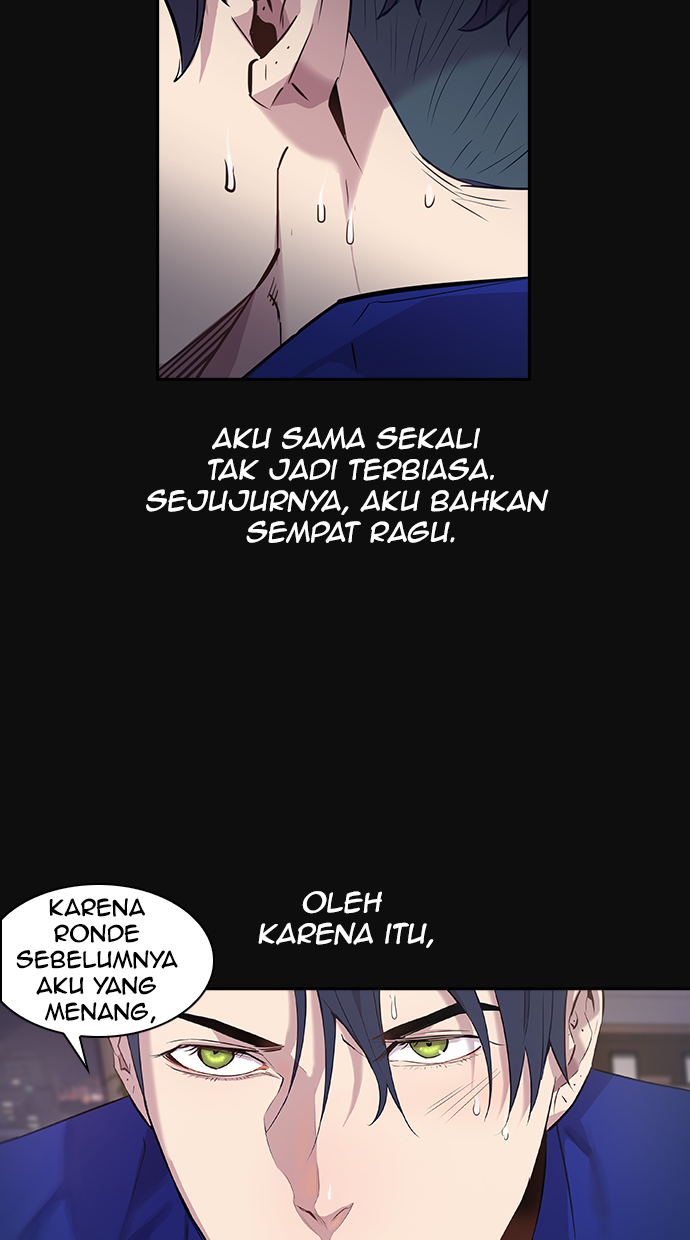 AKU SAMA SEKALI
TAK JADI TERBIASA.
SEJUJURNYA, AKU BAHKAN
SEMPAT RAGU.
OLEH
KARENA ITU,
KARENA
RONDE
SEBELUMNYA
AKU YANG
MENANG,